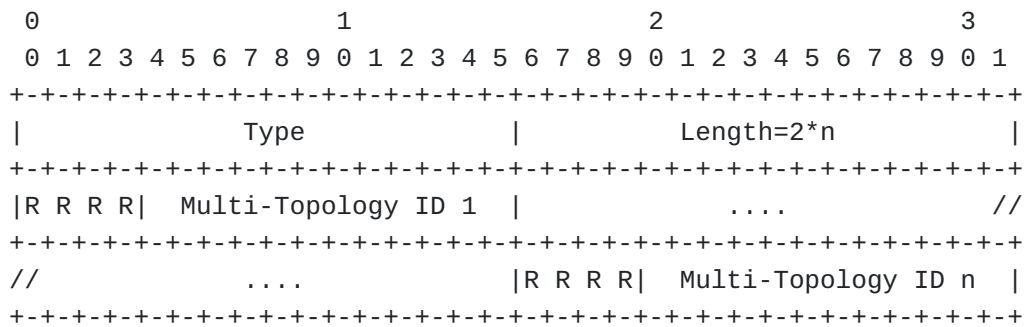 0                   1                   2                   3
 0 1 2 3 4 5 6 7 8 9 0 1 2 3 4 5 6 7 8 9 0 1 2 3 4 5 6 7 8 9 0 1
+-+-+-+-+-+-+-+-+-+-+-+-+-+-+-+-+-+-+-+-+-+-+-+-+-+-+-+-+-+-+-+-+
|              Type             |          Length=2*n           |
+-+-+-+-+-+-+-+-+-+-+-+-+-+-+-+-+-+-+-+-+-+-+-+-+-+-+-+-+-+-+-+-+
|R R R R|  Multi-Topology ID 1  |             ....             //
+-+-+-+-+-+-+-+-+-+-+-+-+-+-+-+-+-+-+-+-+-+-+-+-+-+-+-+-+-+-+-+-+
//             ....             |R R R R|  Multi-Topology ID n  |
+-+-+-+-+-+-+-+-+-+-+-+-+-+-+-+-+-+-+-+-+-+-+-+-+-+-+-+-+-+-+-+-+